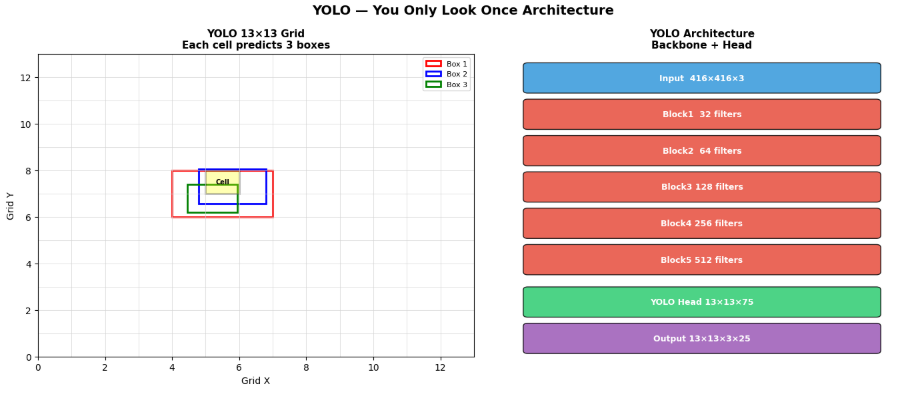 YOLO — You Only Look Once Architecture
YOLO 13×13 Grid
Each cell predicts 3 boxes
Box 1
Box 2
Box 3
Cell
12
10
8
6
4
2
0
Grid Y
0 2 4 6 8 10 12
Grid X
YOLO Architecture
Backbone + Head
Input 416×416×3
Block1 32 filters
Block2 64 filters
Block3 128 filters
Block4 256 filters
Block5 512 filters
YOLO Head 13×13×75
Output 13×13×3×25